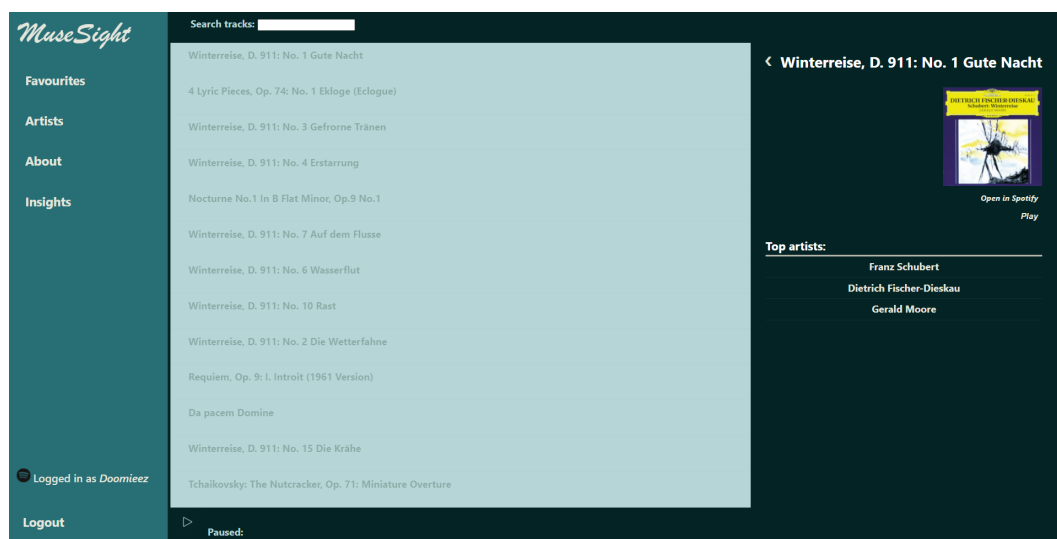 MuseSight
Favourites
Artists
About
Insights
Logged in as Doomieez
Logout
Search tracks:
Winterreise, D. 911: No. 1 Gute Nacht
4 Lyric Pieces, Op. 74: No. 1 Ekloge (Eclogue)
Winterreise, D. 911: No. 3 Gefrorne Tränen
Winterreise, D. 911: No. 4 Erstarrung
Nocturne No.1 In B Flat Minor, Op.9 No.1
Winterreise, D. 911: No. 7 Auf dem Flusse
Winterreise, D. 911: No. 6 Wasserflut
Winterreise, D. 911: No. 10 Rast
Winterreise, D. 911: No. 2 Die Wetterfahne
Requiem, Op. 9: I. Introit (1961 Version)
Da pacem Domine
Winterreise, D. 911: No. 15 Die Krähe
Tchaikovsky: The Nutcracker, Op. 71: Miniature Overture
Paused:
Winterreise, D. 911: No. 1 Gute Nacht
DIETRICH FISCHER-DIESKAU
Schubert: Winterreise
Open in Spotify
Play
Top artists:
Franz Schubert
Dietrich Fischer-Dieskau
Gerald Moore